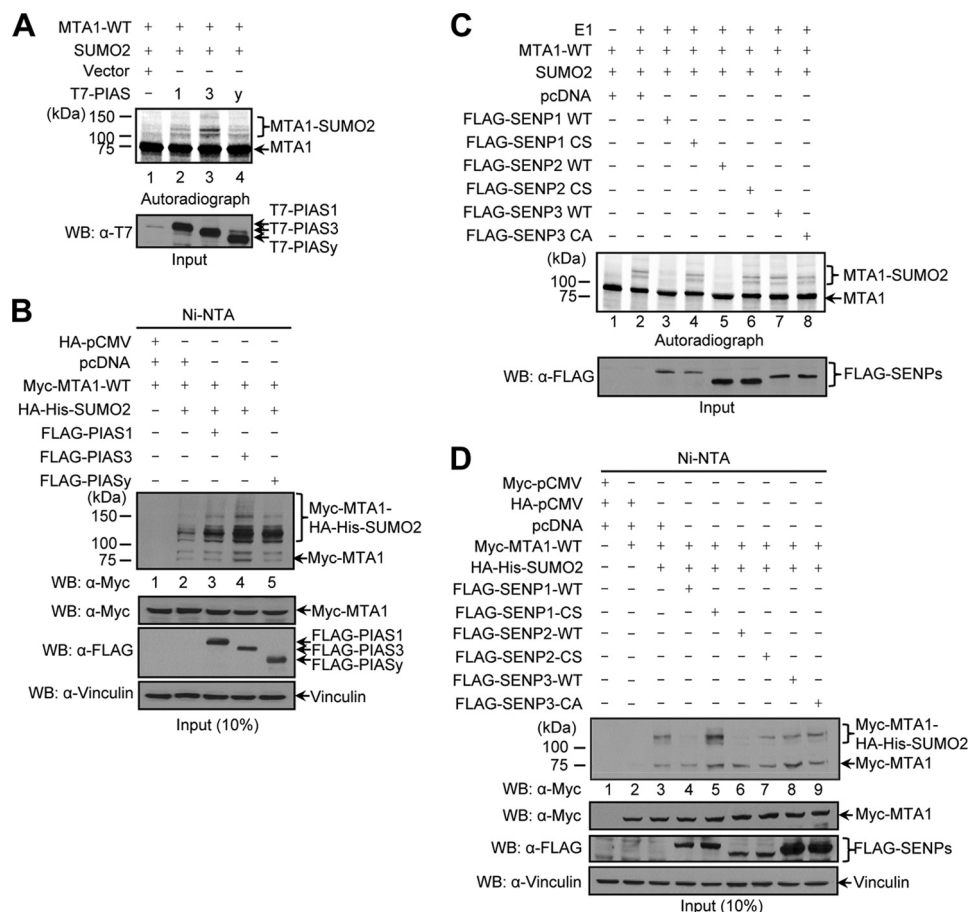 A
MTA1-WT + + + +
SUMO2 + + + +
Vector + – – –
T7-PIAS – 1 3 y
(kDa)
150
100
75
MTA1-SUMO2
MTA1
1 2 3 4
Autoradiograph
WB: α-T7
T7-PIAS1
T7-PIAS3
T7-PIASy
Input
B
Ni-NTA
HA-pCMV + – – – –
pcDNA + + – – –
Myc-MTA1-WT + + + + +
HA-His-SUMO2 – + + + +
FLAG-PIAS1 – – + – –
FLAG-PIAS3 – – – + –
FLAG-PIASy – – – – +
(kDa)
150
100
75
Myc-MTA1-
HA-His-SUMO2
Myc-MTA1
WB: α-Myc 1 2 3 4 5
WB: α-Myc Myc-MTA1
WB: α-FLAG
FLAG-PIAS1
FLAG-PIAS3
FLAG-PIASy
WB: α-Vinculin Vinculin
Input (10%)
C
E1 – + + + + + + +
MTA1-WT + + + + + + + +
SUMO2 + + + + + + + +
pcDNA + + – – – – – –
FLAG-SENP1 WT – – + – – – – –
FLAG-SENP1 CS – – – + – – – –
FLAG-SENP2 WT – – – – + – – –
FLAG-SENP2 CS – – – – – + – –
FLAG-SENP3 WT – – – – – – + –
FLAG-SENP3 CA – – – – – – – +
(kDa)
100
75
MTA1-SUMO2
MTA1
1 2 3 4 5 6 7 8
Autoradiograph
WB: α-FLAG FLAG-SENPs
Input
D
Ni-NTA
Myc-pCMV + – – – – – – – –
HA-pCMV + + – – – – – – –
pcDNA + + + – – – – – –
Myc-MTA1-WT – + + + + + + + +
HA-His-SUMO2 – – + + + + + + +
FLAG-SENP1-WT – – – + – – – – –
FLAG-SENP1-CS – – – – + – – – –
FLAG-SENP2-WT – – – – – + – – –
FLAG-SENP2-CS – – – – – – + – –
FLAG-SENP3-WT – – – – – – – + –
FLAG-SENP3-CA – – – – – – – – +
(kDa)
100
75
Myc-MTA1-
HA-His-SUMO2
Myc-MTA1
WB: α-Myc 1 2 3 4 5 6 7 8 9
WB: α-Myc Myc-MTA1
WB: α-FLAG FLAG-SENPs
WB: α-Vinculin Vinculin
Input (10%)